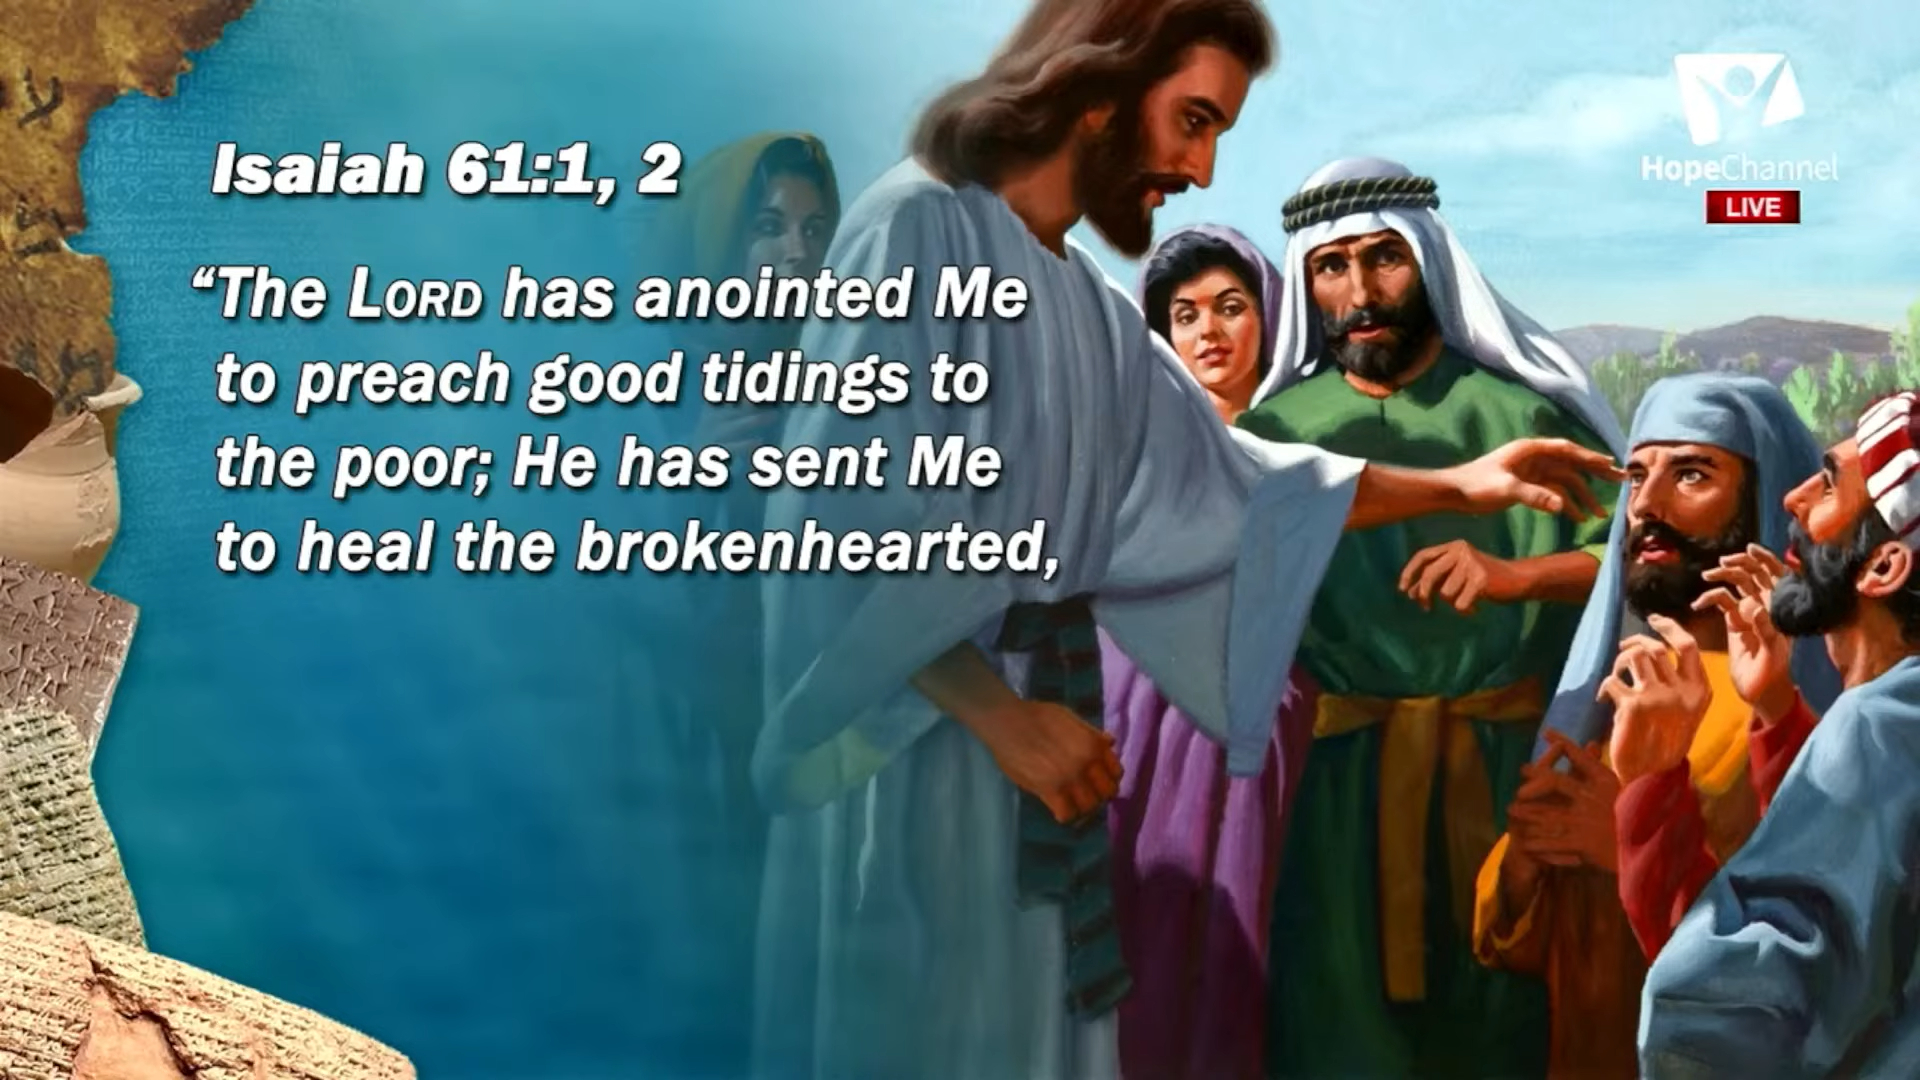 Isaiah 61:1, 2
“The LORD has anointed Me
to preach good tidings to
the poor; He has sent Me
to heal the brokenhearted,
HopeChannel
LIVE